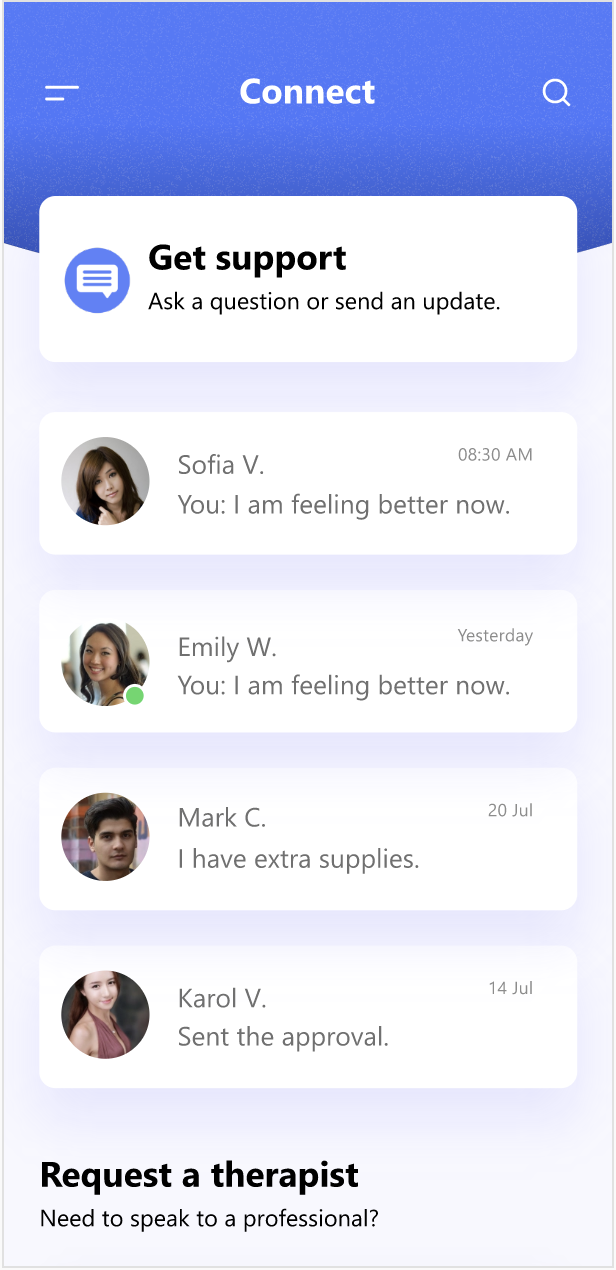 Connect
Get support
Ask a question or send an update.
Sofia V.
08:30 AM
You: I am feeling better now.
Emily W.
Yesterday
You: I am feeling better now.
Mark C.
20 Jul
I have extra supplies.
Karol V.
14 Jul
Sent the approval.
Request a therapist
Need to speak to a professional?